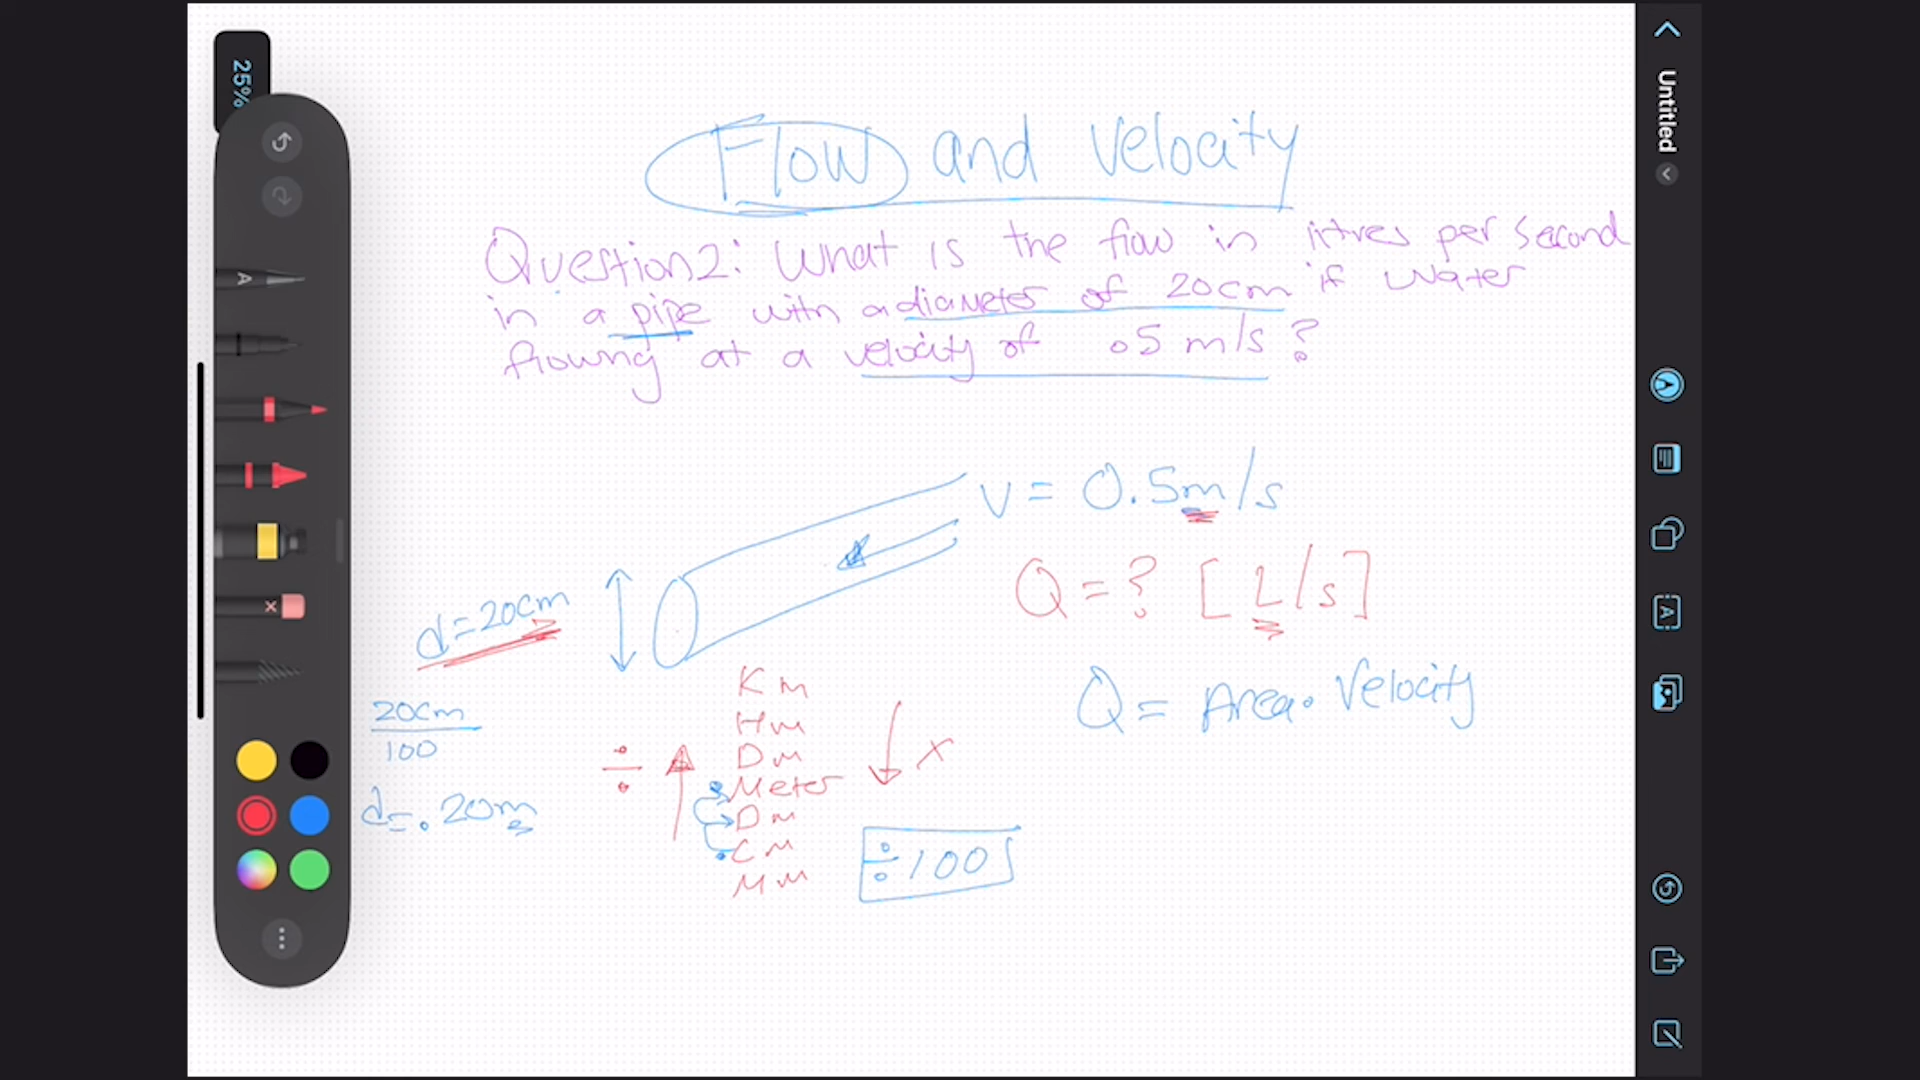 25%
Untitled
Flow and Velocity
Question 2: What is the flow in litres per second
in a pipe with a diameter of 20cm if water
flowing at a velocity of .5 m/s?
V = 0.5m/s
Q = ? [L/s]
d=20cm
Q = Area. Velocity
20cm
100
d=.20m
Km
Hm
Dm
Meter
Dm
Cm
Mm
÷
x
÷100
A